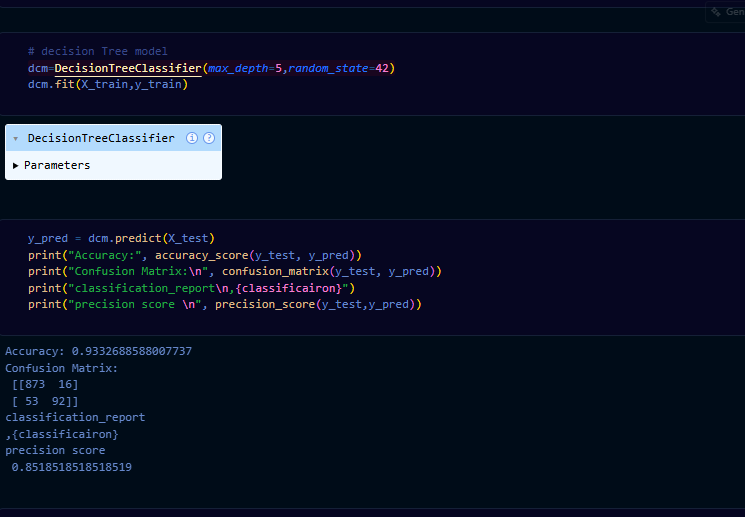 Gen
# decision Tree model
dcm=DecisionTreeClassifier(max_depth=5,random_state=42)
dcm.fit(X_train,y_train)
DecisionTreeClassifier i ?
Parameters
y_pred = dcm.predict(X_test)
print("Accuracy:", accuracy_score(y_test, y_pred))
print("Confusion Matrix:\n", confusion_matrix(y_test, y_pred))
print("classification_report\n,{classificairon}")
print("precision score \n", precision_score(y_test,y_pred))
Accuracy: 0.9332688588007737
Confusion Matrix:
[[873 16]
[ 53 92]]
classification_report
,{classificairon}
precision score
0.8518518518518519